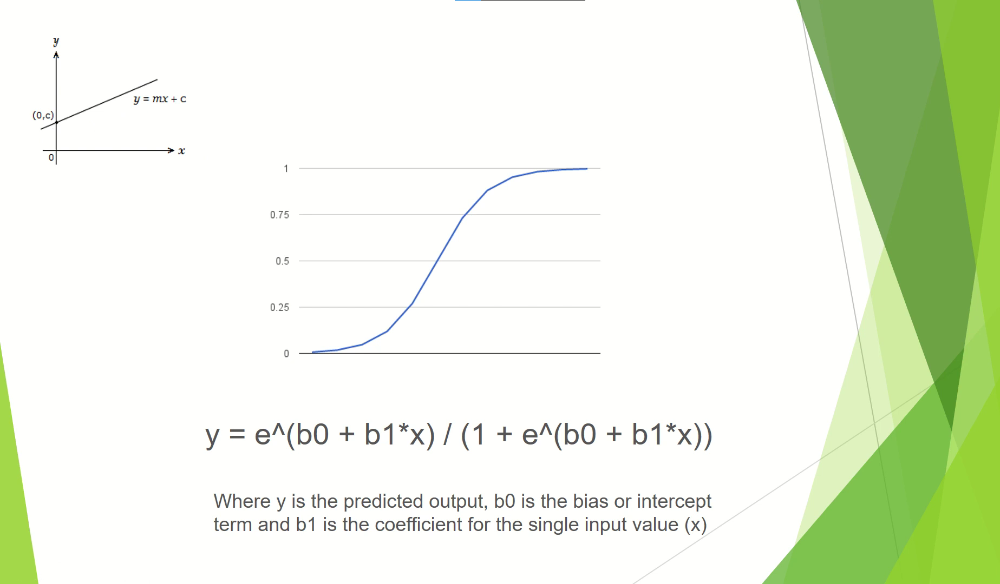 y
y = mx + c
(0,c)
x
0
1
0.75
0.5
0.25
0
y = e^(b0 + b1*x) / (1 + e^(b0 + b1*x))
Where y is the predicted output, b0 is the bias or intercept
term and b1 is the coefficient for the single input value (x)